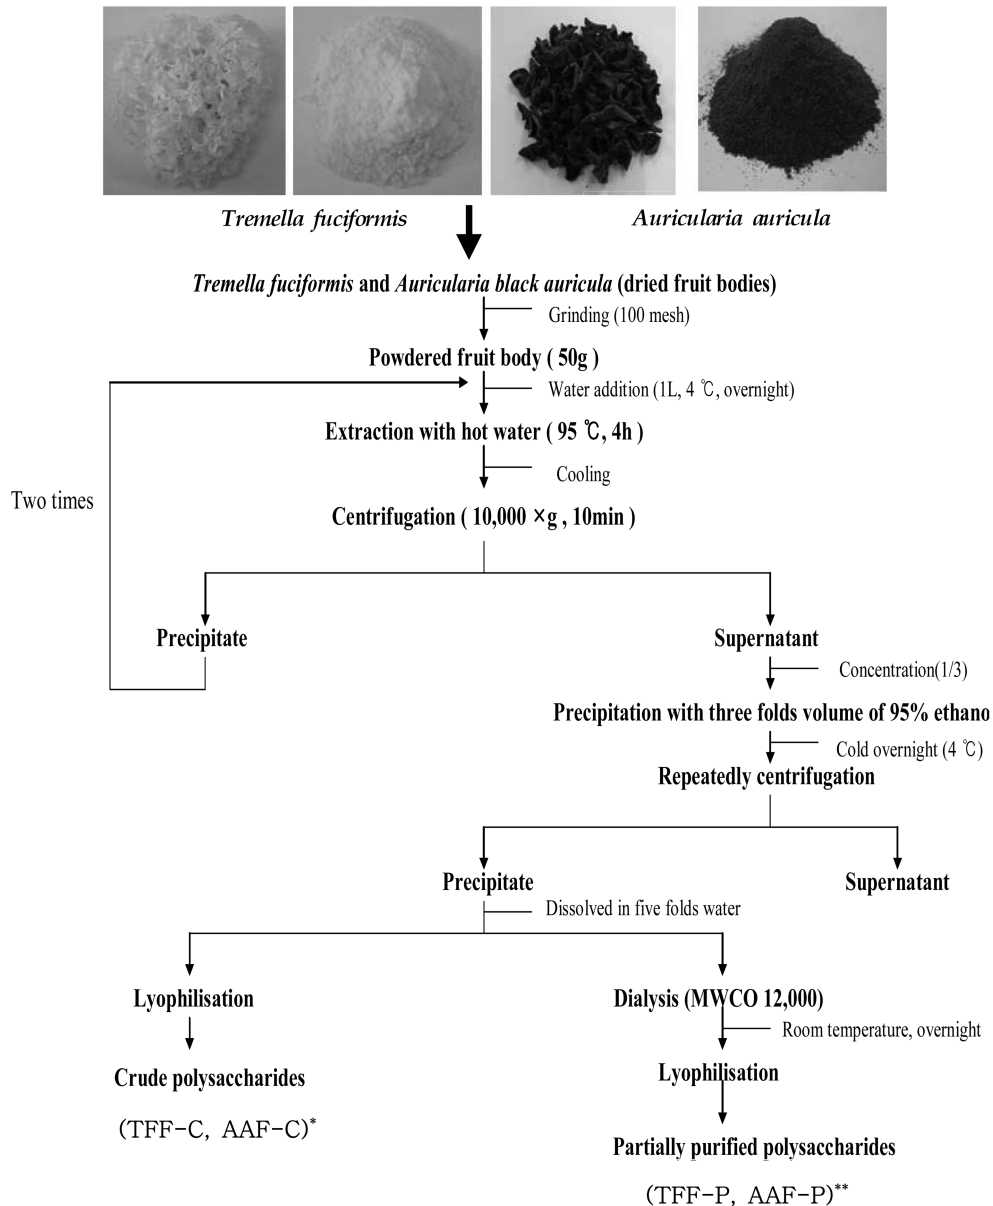 Tremella fuciformis
Auricularia auricula
Tremella fuciformis and Auricularia black auricula (dried fruit bodies)
Grinding (100 mesh)
Powdered fruit body ( 50g )
Water addition (1L, 4 ℃, overnight)
Extraction with hot water ( 95 ℃, 4h )
Cooling
Two times
Centrifugation ( 10,000 ×g , 10min )
Precipitate
Supernatant
Concentration(1/3)
Precipitation with three folds volume of 95% ethano
Cold overnight (4 ℃)
Repeatedly centrifugation
Precipitate
Supernatant
Dissolved in five folds water
Lyophilisation
Dialysis (MWCO 12,000)
Room temperature, overnight
Lyophilisation
Crude polysaccharides
(TFF-C, AAF-C)*
Partially purified polysaccharides
(TFF-P, AAF-P)**